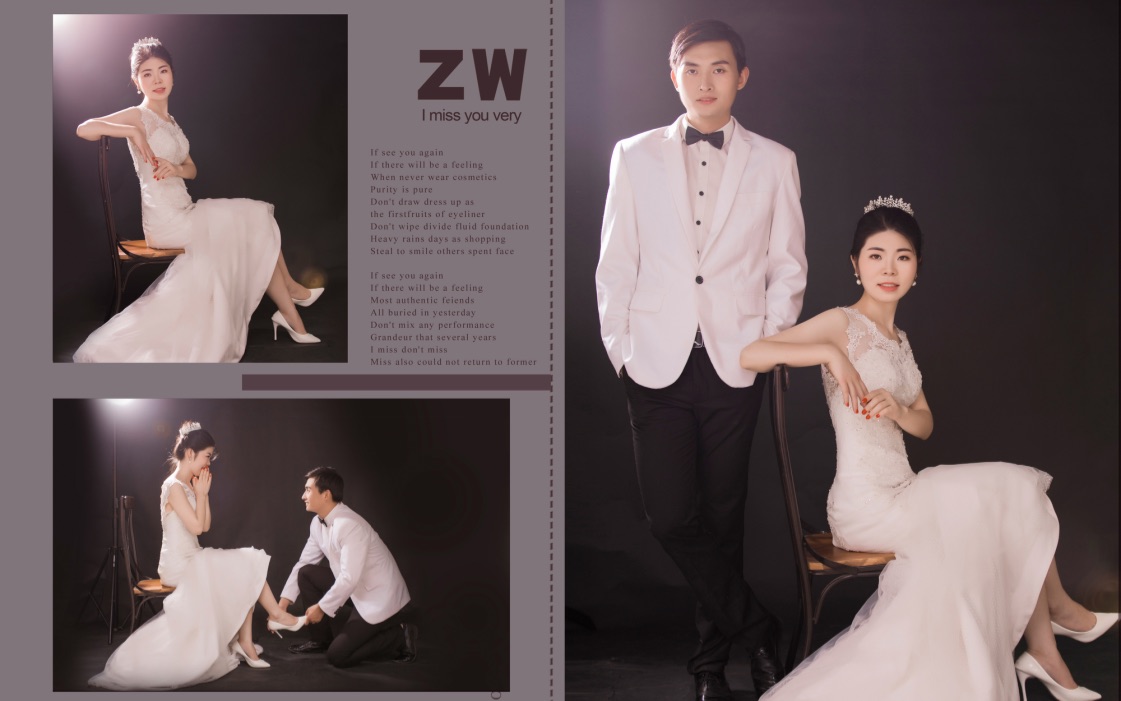 ZW
I miss you very
If see you again
If there will be a feeling
When never wear cosmetics
Purity is pure
Don't draw dress up as
the firstfruits of eyeliner
Don't wipe divide fluid foundation
Heavy rains days as shopping
Steal to smile others spent face
If see you again
If there will be a feeling
Most authentic feiends
All buried in yesterday
Don't mix any performance
Grandeur that several years
I miss don't miss
Miss also could not return to former